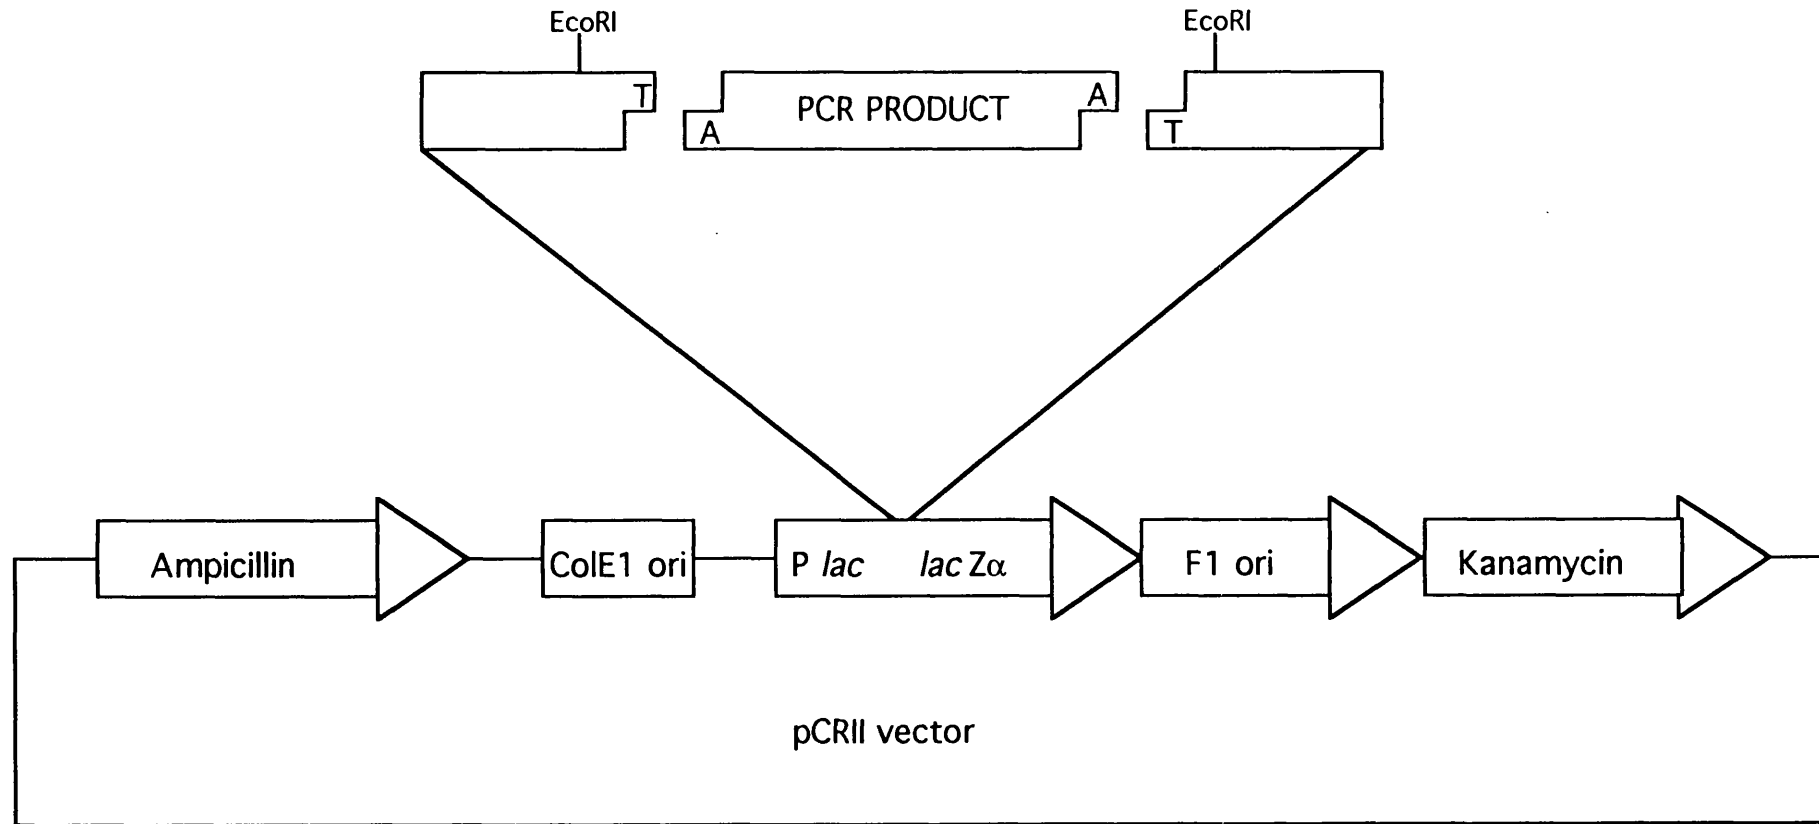 EcoRI EcoRI
T A PCR PRODUCT A T
Ampicillin ColE1 ori P lac lac Zα F1 ori Kanamycin
pCRII vector